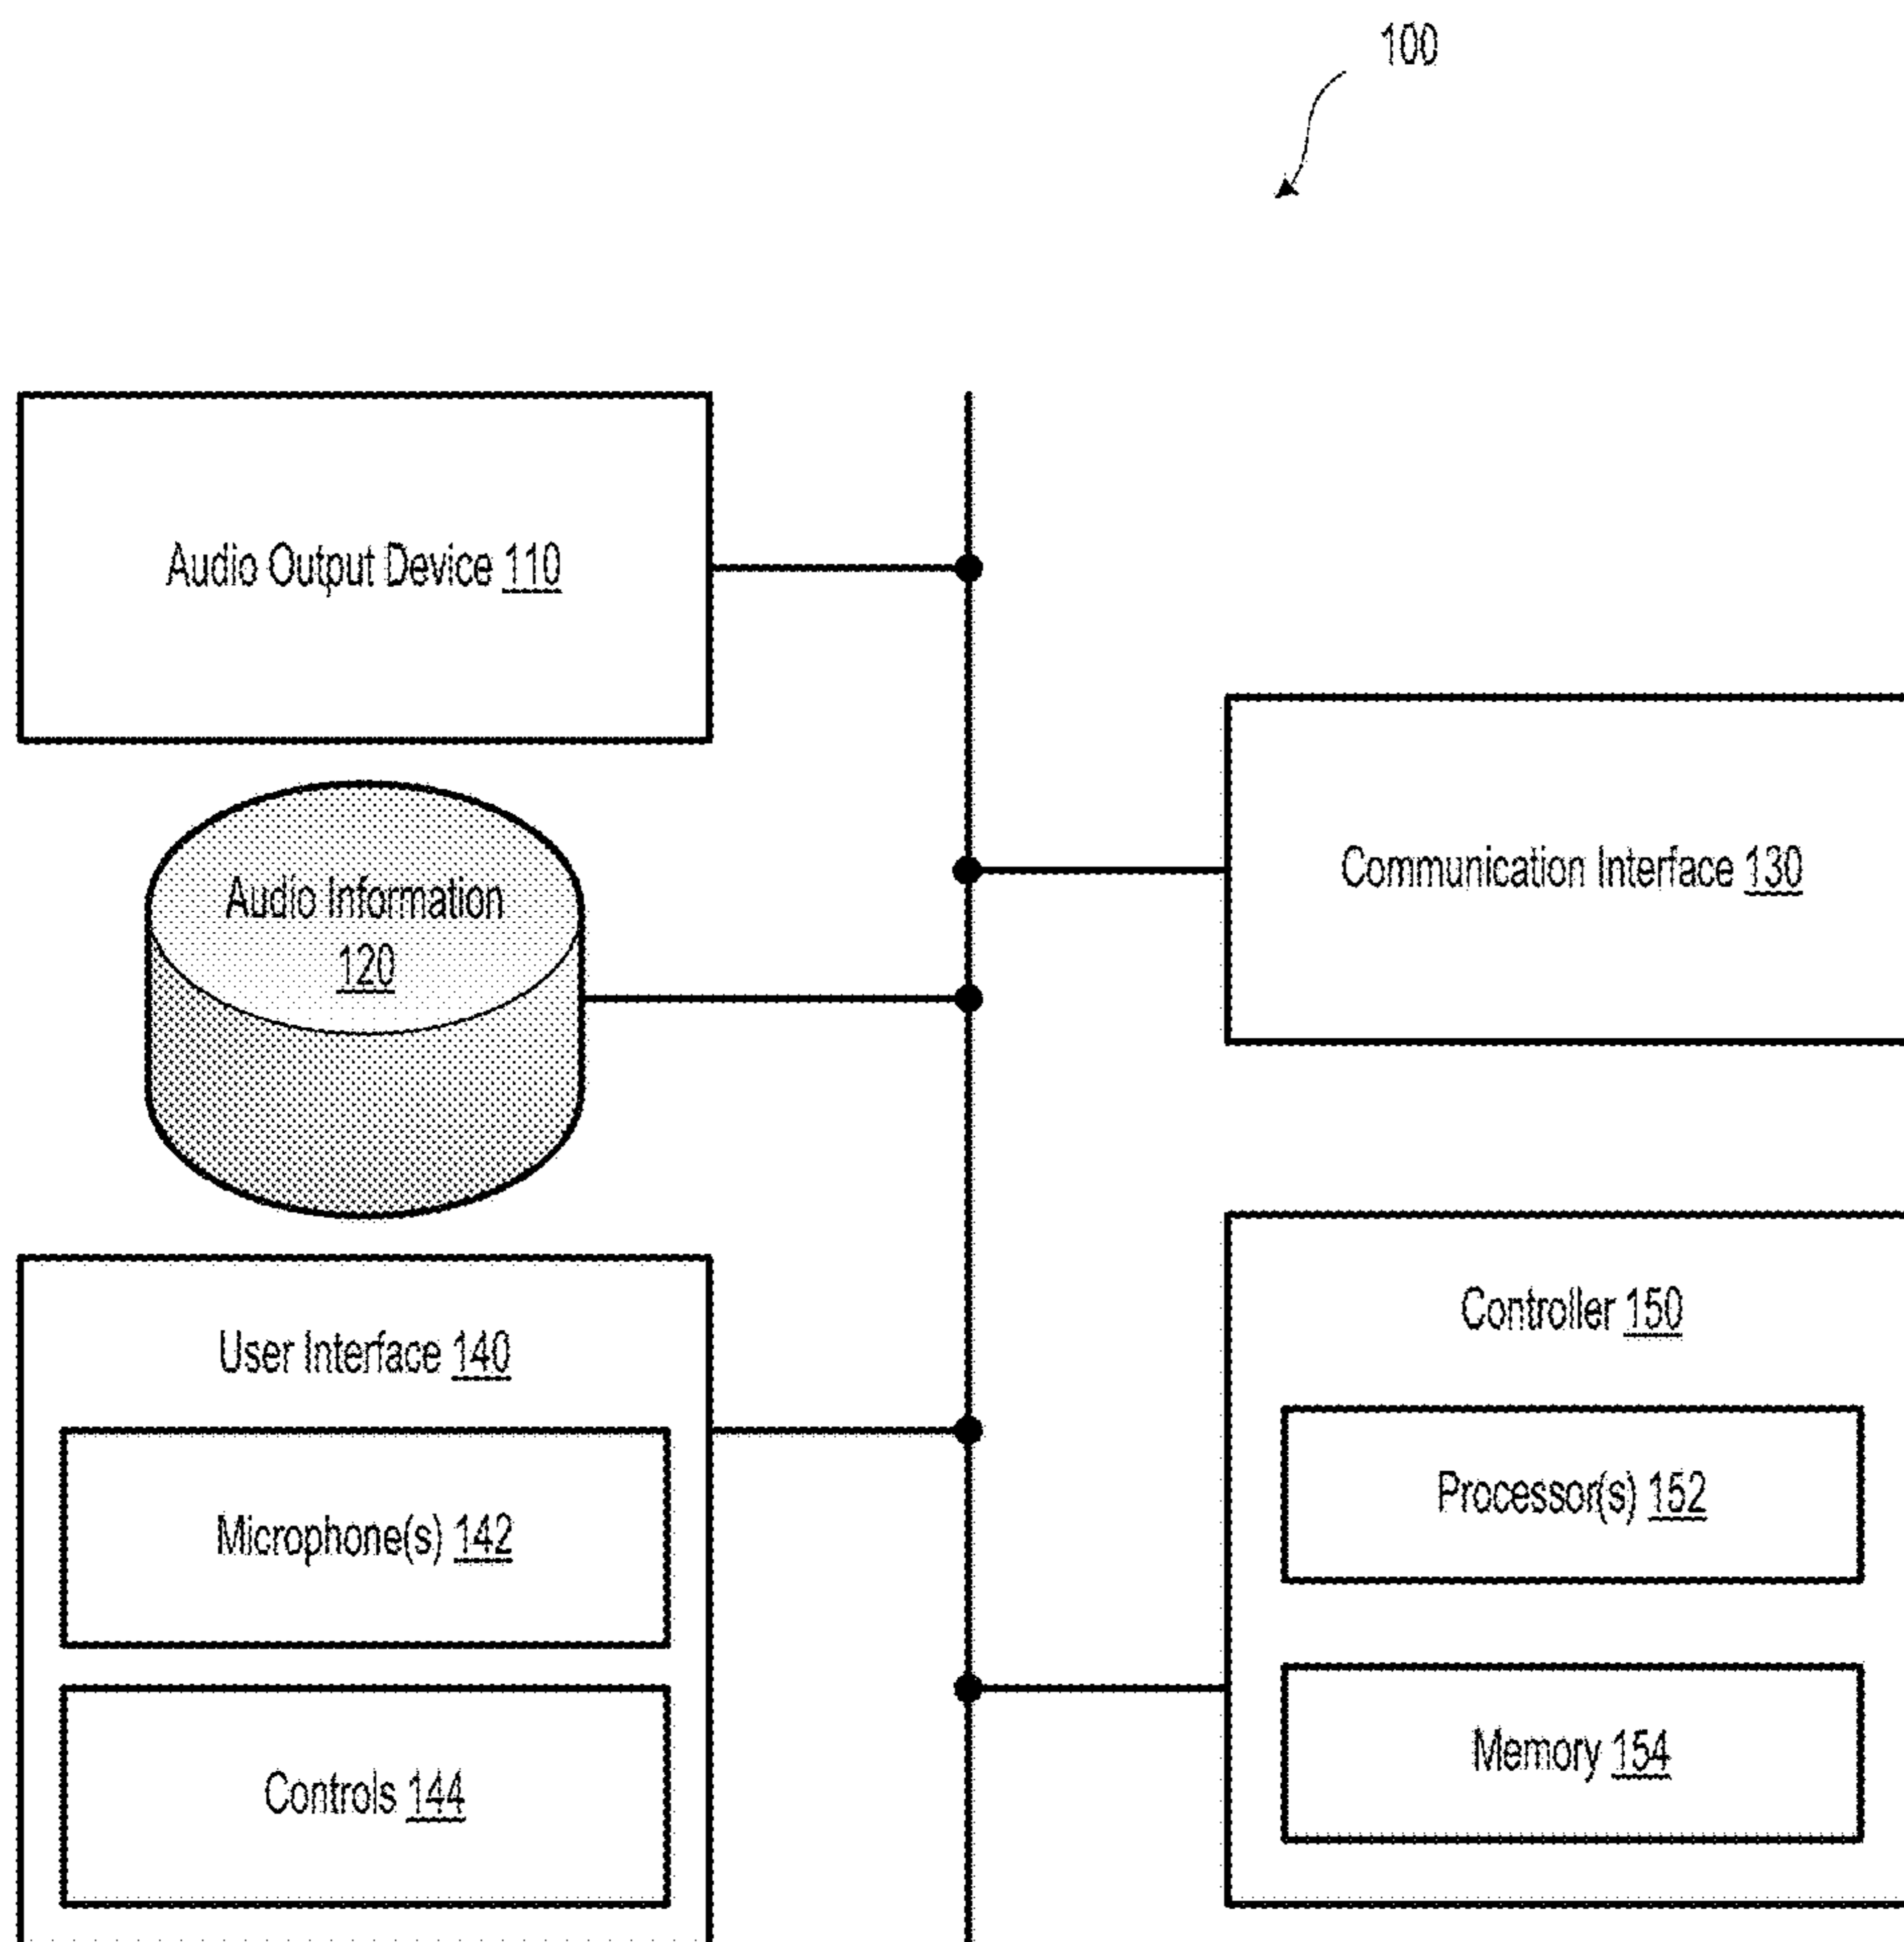 100
Audio Output Device 110
Communication Interface 130
Audio Information
120
User Interface 140
Microphone(s) 142
Controls 144
Controller 150
Processor(s) 152
Memory 154